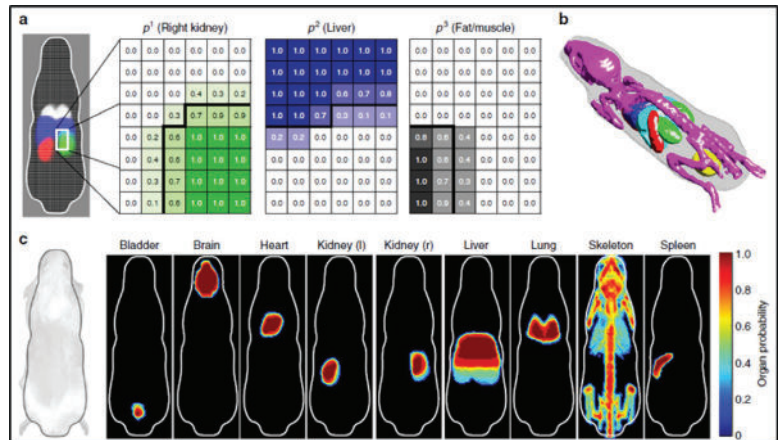 a
p¹ (Right kidney) p² (Liver) p³ (Fat/muscle)
0.0 0.0 0.0 0.0 0.0 0.0 1.0 1.0 1.0 1.0 1.0 1.0 0.0 0.0 0.0 0.0 0.0 0.0
0.0 0.0 0.0 0.0 0.0 0.0 1.0 1.0 1.0 1.0 1.0 1.0 0.0 0.0 0.0 0.0 0.0 0.0
0.0 0.0 0.0 0.4 0.3 0.2 1.0 1.0 1.0 0.6 0.7 0.8 0.0 0.0 0.0 0.0 0.0 0.0
0.0 0.0 0.3 0.7 0.9 0.9 1.0 1.0 0.7 0.3 0.1 0.1 0.0 0.0 0.0 0.0 0.0 0.0
0.0 0.2 0.6 1.0 1.0 1.0 0.2 0.2 0.0 0.0 0.0 0.0 0.8 0.6 0.4 0.0 0.0 0.0
0.0 0.4 0.6 1.0 1.0 1.0 0.0 0.0 0.0 0.0 0.0 0.0 1.0 0.6 0.4 0.0 0.0 0.0
0.0 0.3 0.7 1.0 1.0 1.0 0.0 0.0 0.0 0.0 0.0 0.0 1.0 0.7 0.3 0.0 0.0 0.0
0.0 0.1 0.6 1.0 1.0 1.0 0.0 0.0 0.0 0.0 0.0 0.0 1.0 0.9 0.4 0.0 0.0 0.0
b
c
Bladder Brain Heart Kidney (l) Kidney (r) Liver Lung Skeleton Spleen
1.0
0.8
0.6
0.4
0.2
0
Organ probability